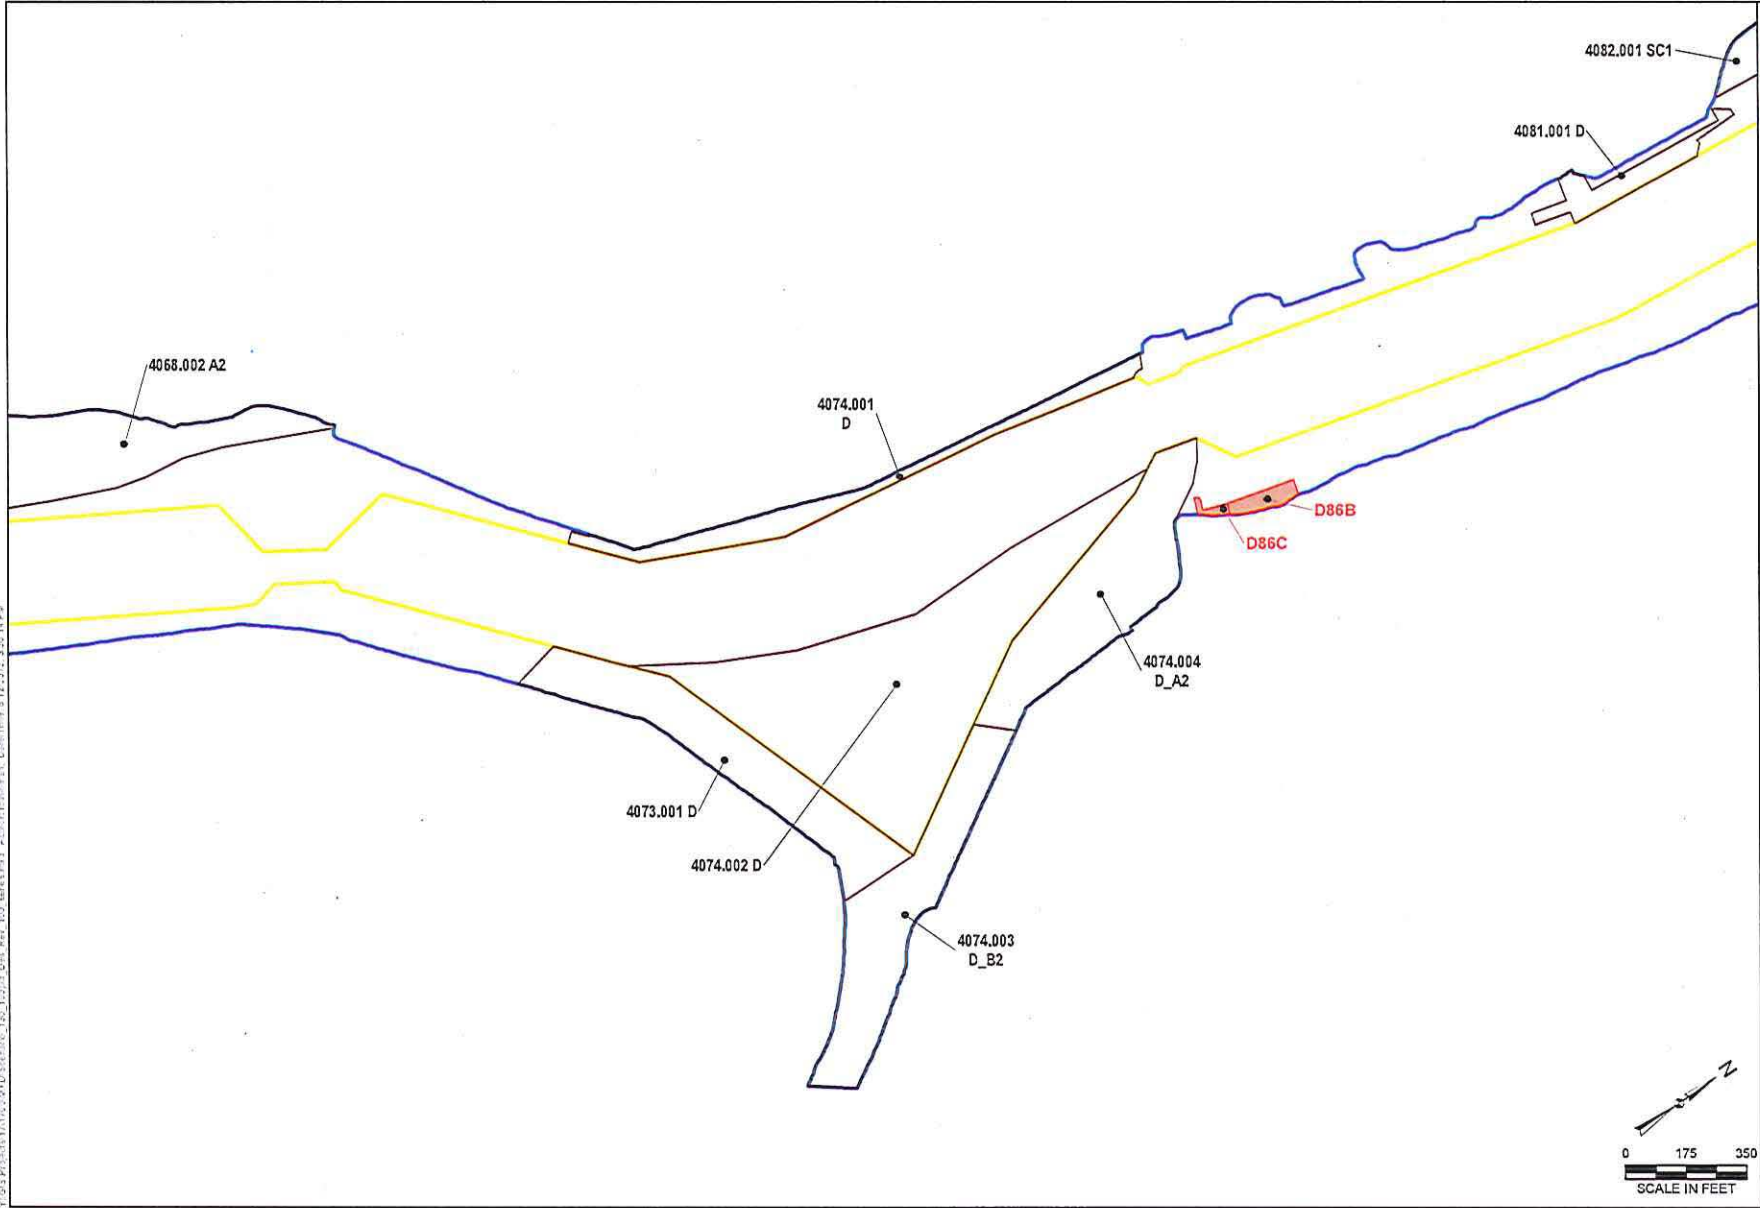 4082.001 SC1
4081.001 D
4068.002 A2
4074.001
D
D86B
D86C
4074.004
D_A2
4073.001 D
4074.002 D
4074.003
D_B2
N
0 175 350
SCALE IN FEET